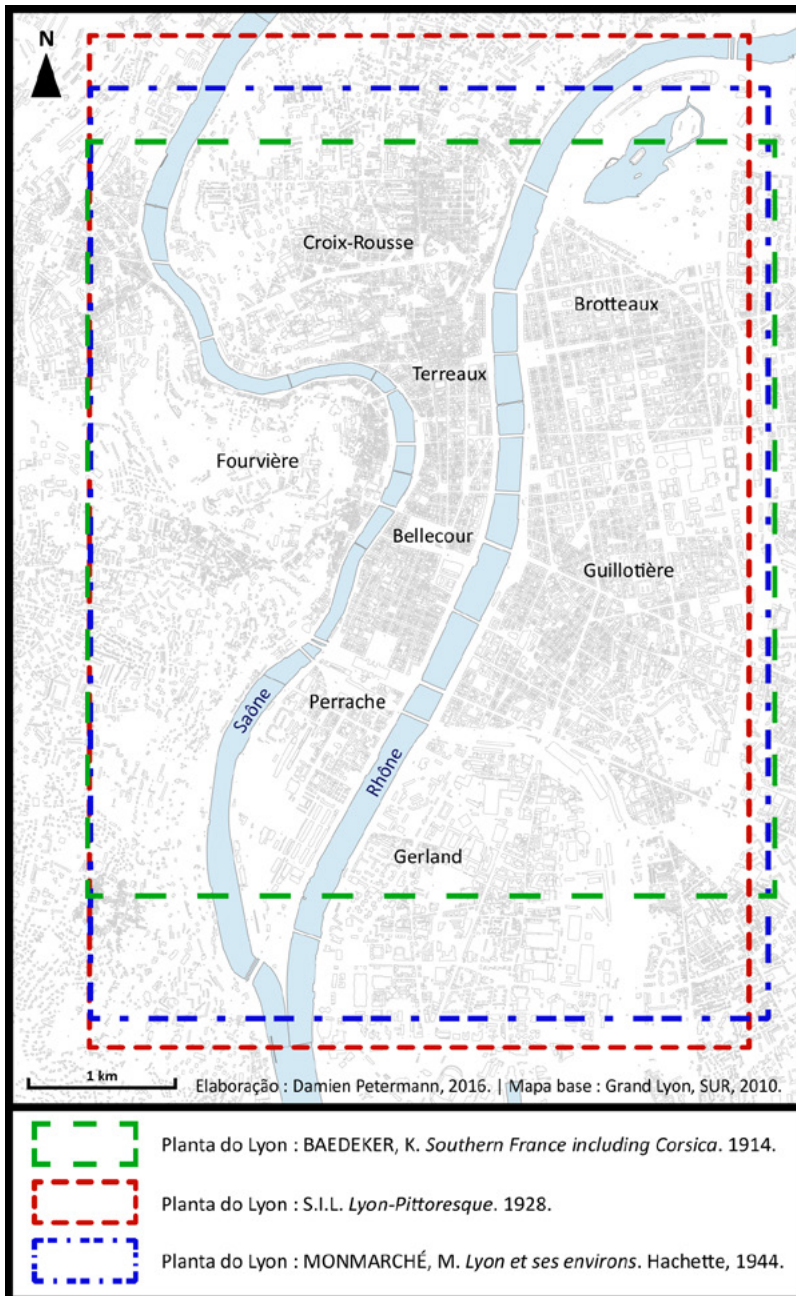 N
Croix-Rousse
Brotteaux
Terreaux
Fourvière
Bellecour
Guillotière
Saône
Perrache
Rhône
Gerland
1 km
Elaboração : Damien Petermann, 2016. | Mapa base : Grand Lyon, SUR, 2010.
Planta do Lyon : BAEDEKER, K. Southern France including Corsica. 1914.
Planta do Lyon : S.I.L. Lyon-Pittoresque. 1928.
Planta do Lyon : MONMARCHÉ, M. Lyon et ses environs. Hachette, 1944.